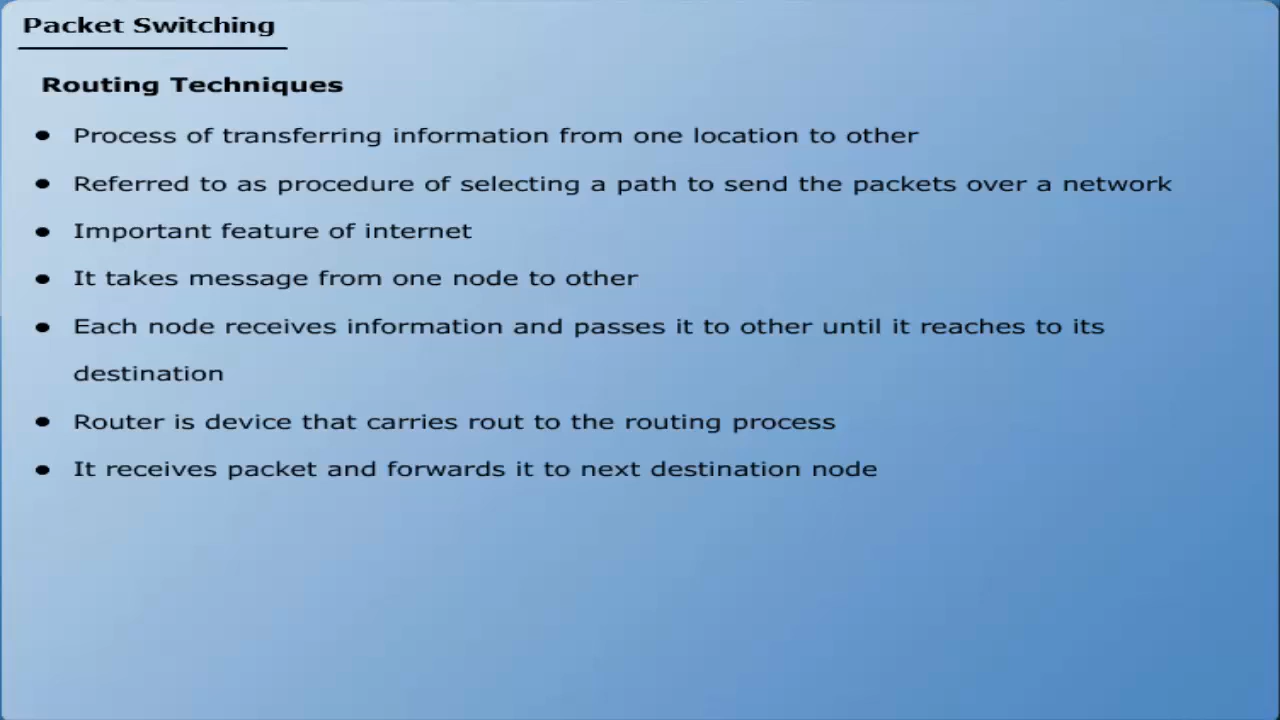 Packet Switching
Routing Techniques
● Process of transferring information from one location to other
● Referred to as procedure of selecting a path to send the packets over a network
● Important feature of internet
● It takes message from one node to other
● Each node receives information and passes it to other until it reaches to its
destination
● Router is device that carries rout to the routing process
● It receives packet and forwards it to next destination node